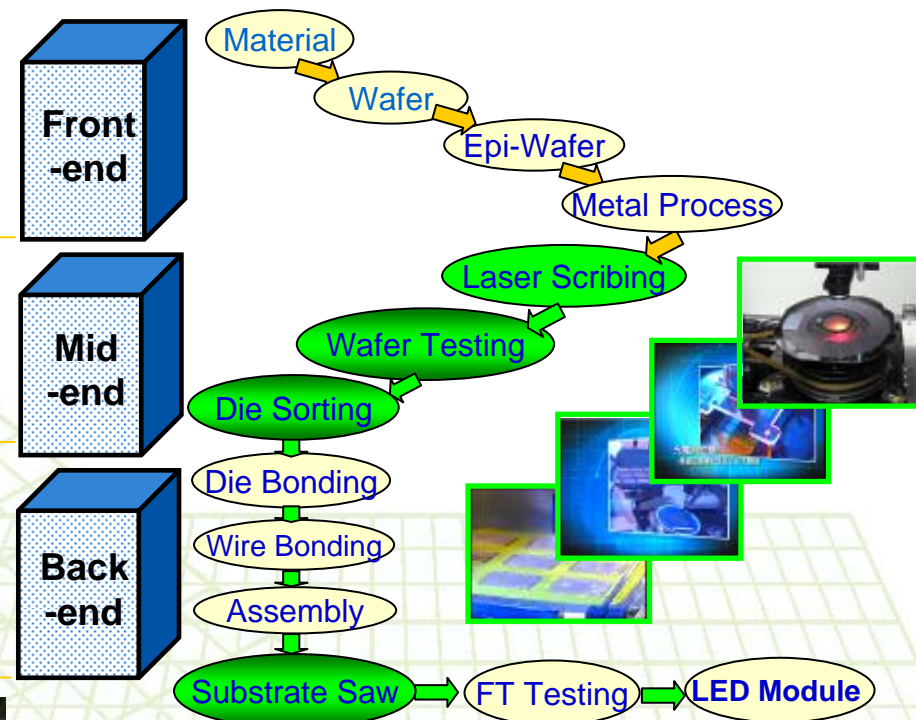 Material
Wafer
Front
-end
Epi-Wafer
Metal Process
Laser Scribing
Mid
-end
Wafer Testing
Die Sorting
Die Bonding
Wire Bonding
Back
-end
Assembly
Substrate Saw
FT Testing
LED Module